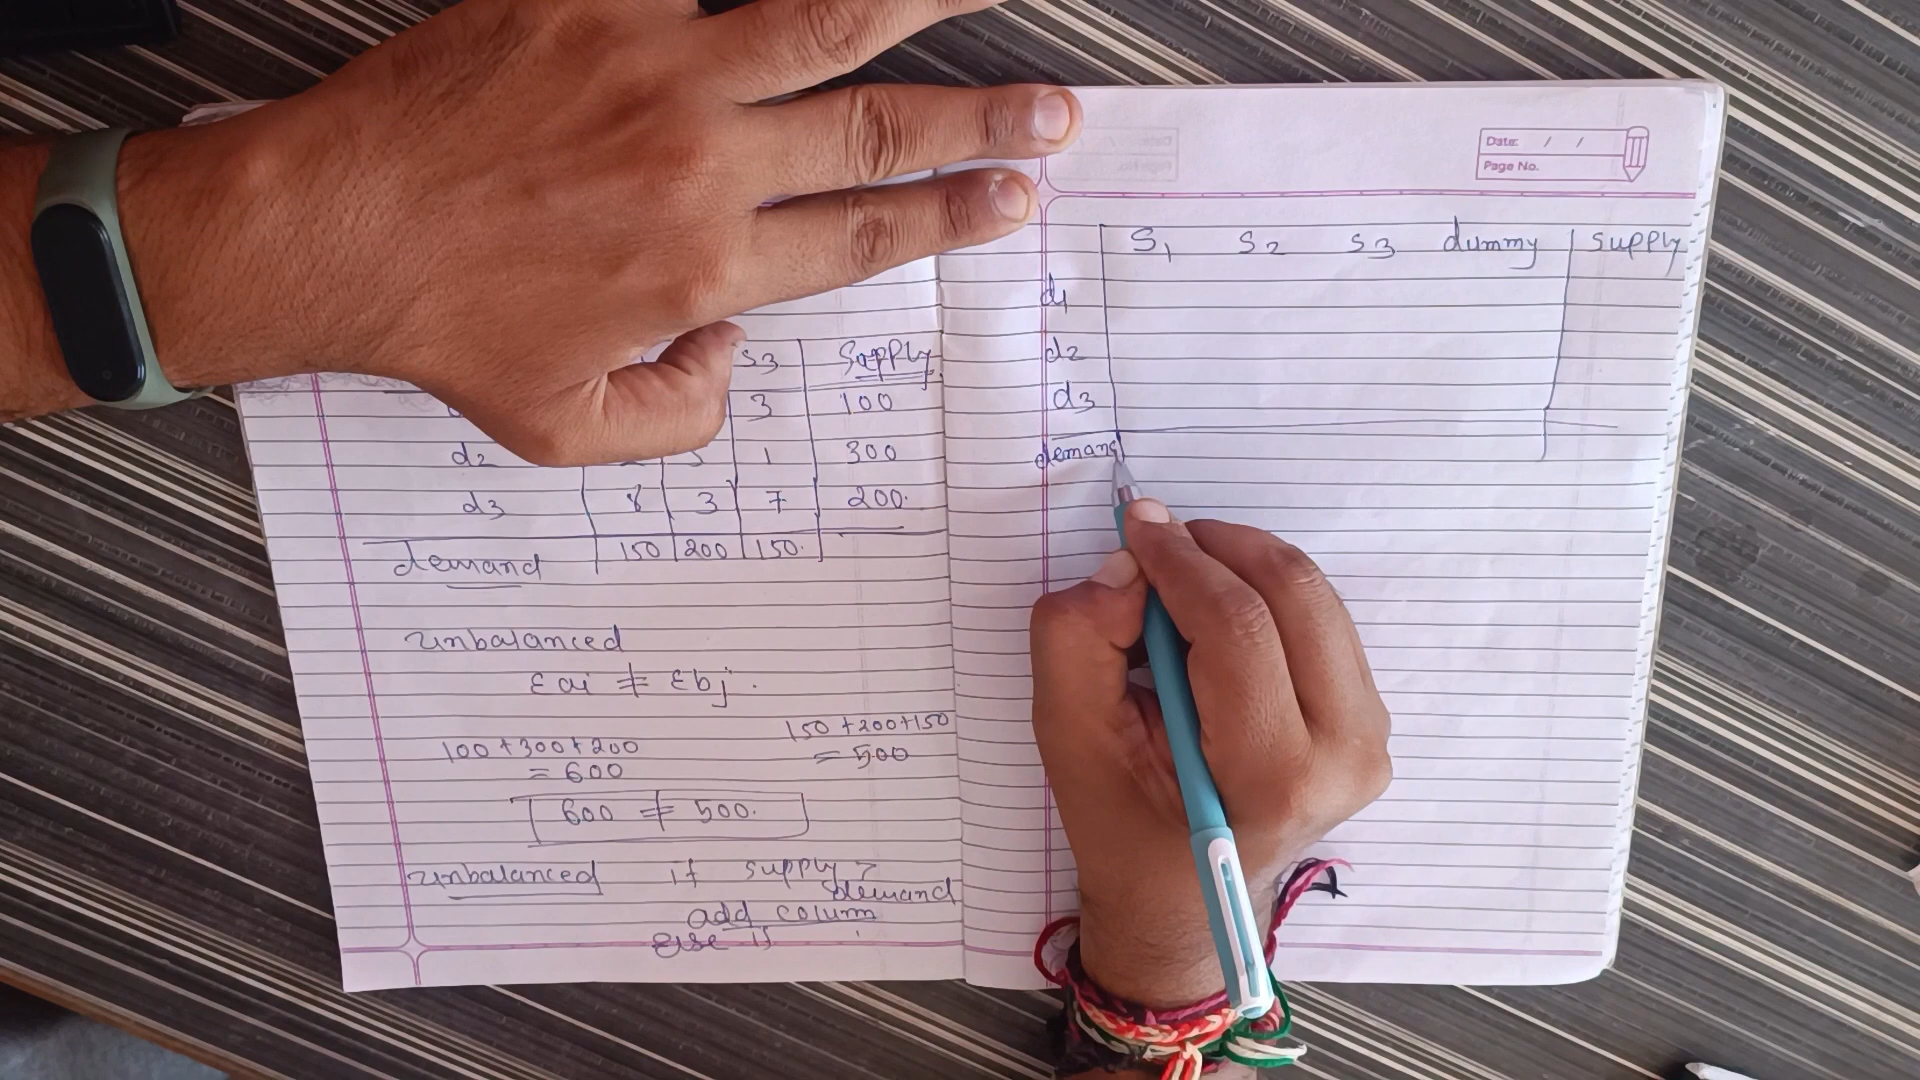 S3 Supply
3 100
d2 1 300
d3 8 3 7 200.
demand 150 200 150.
unbalanced
Σai ≠ Σbj.
100+300+200 150+200+150
= 600 = 500
600 ≠ 500.
unbalanced if supply >
demand
add column
else if
Date: / /
Page No.
S1 S2 S3 dummy supply
d1
d2
d3
demand